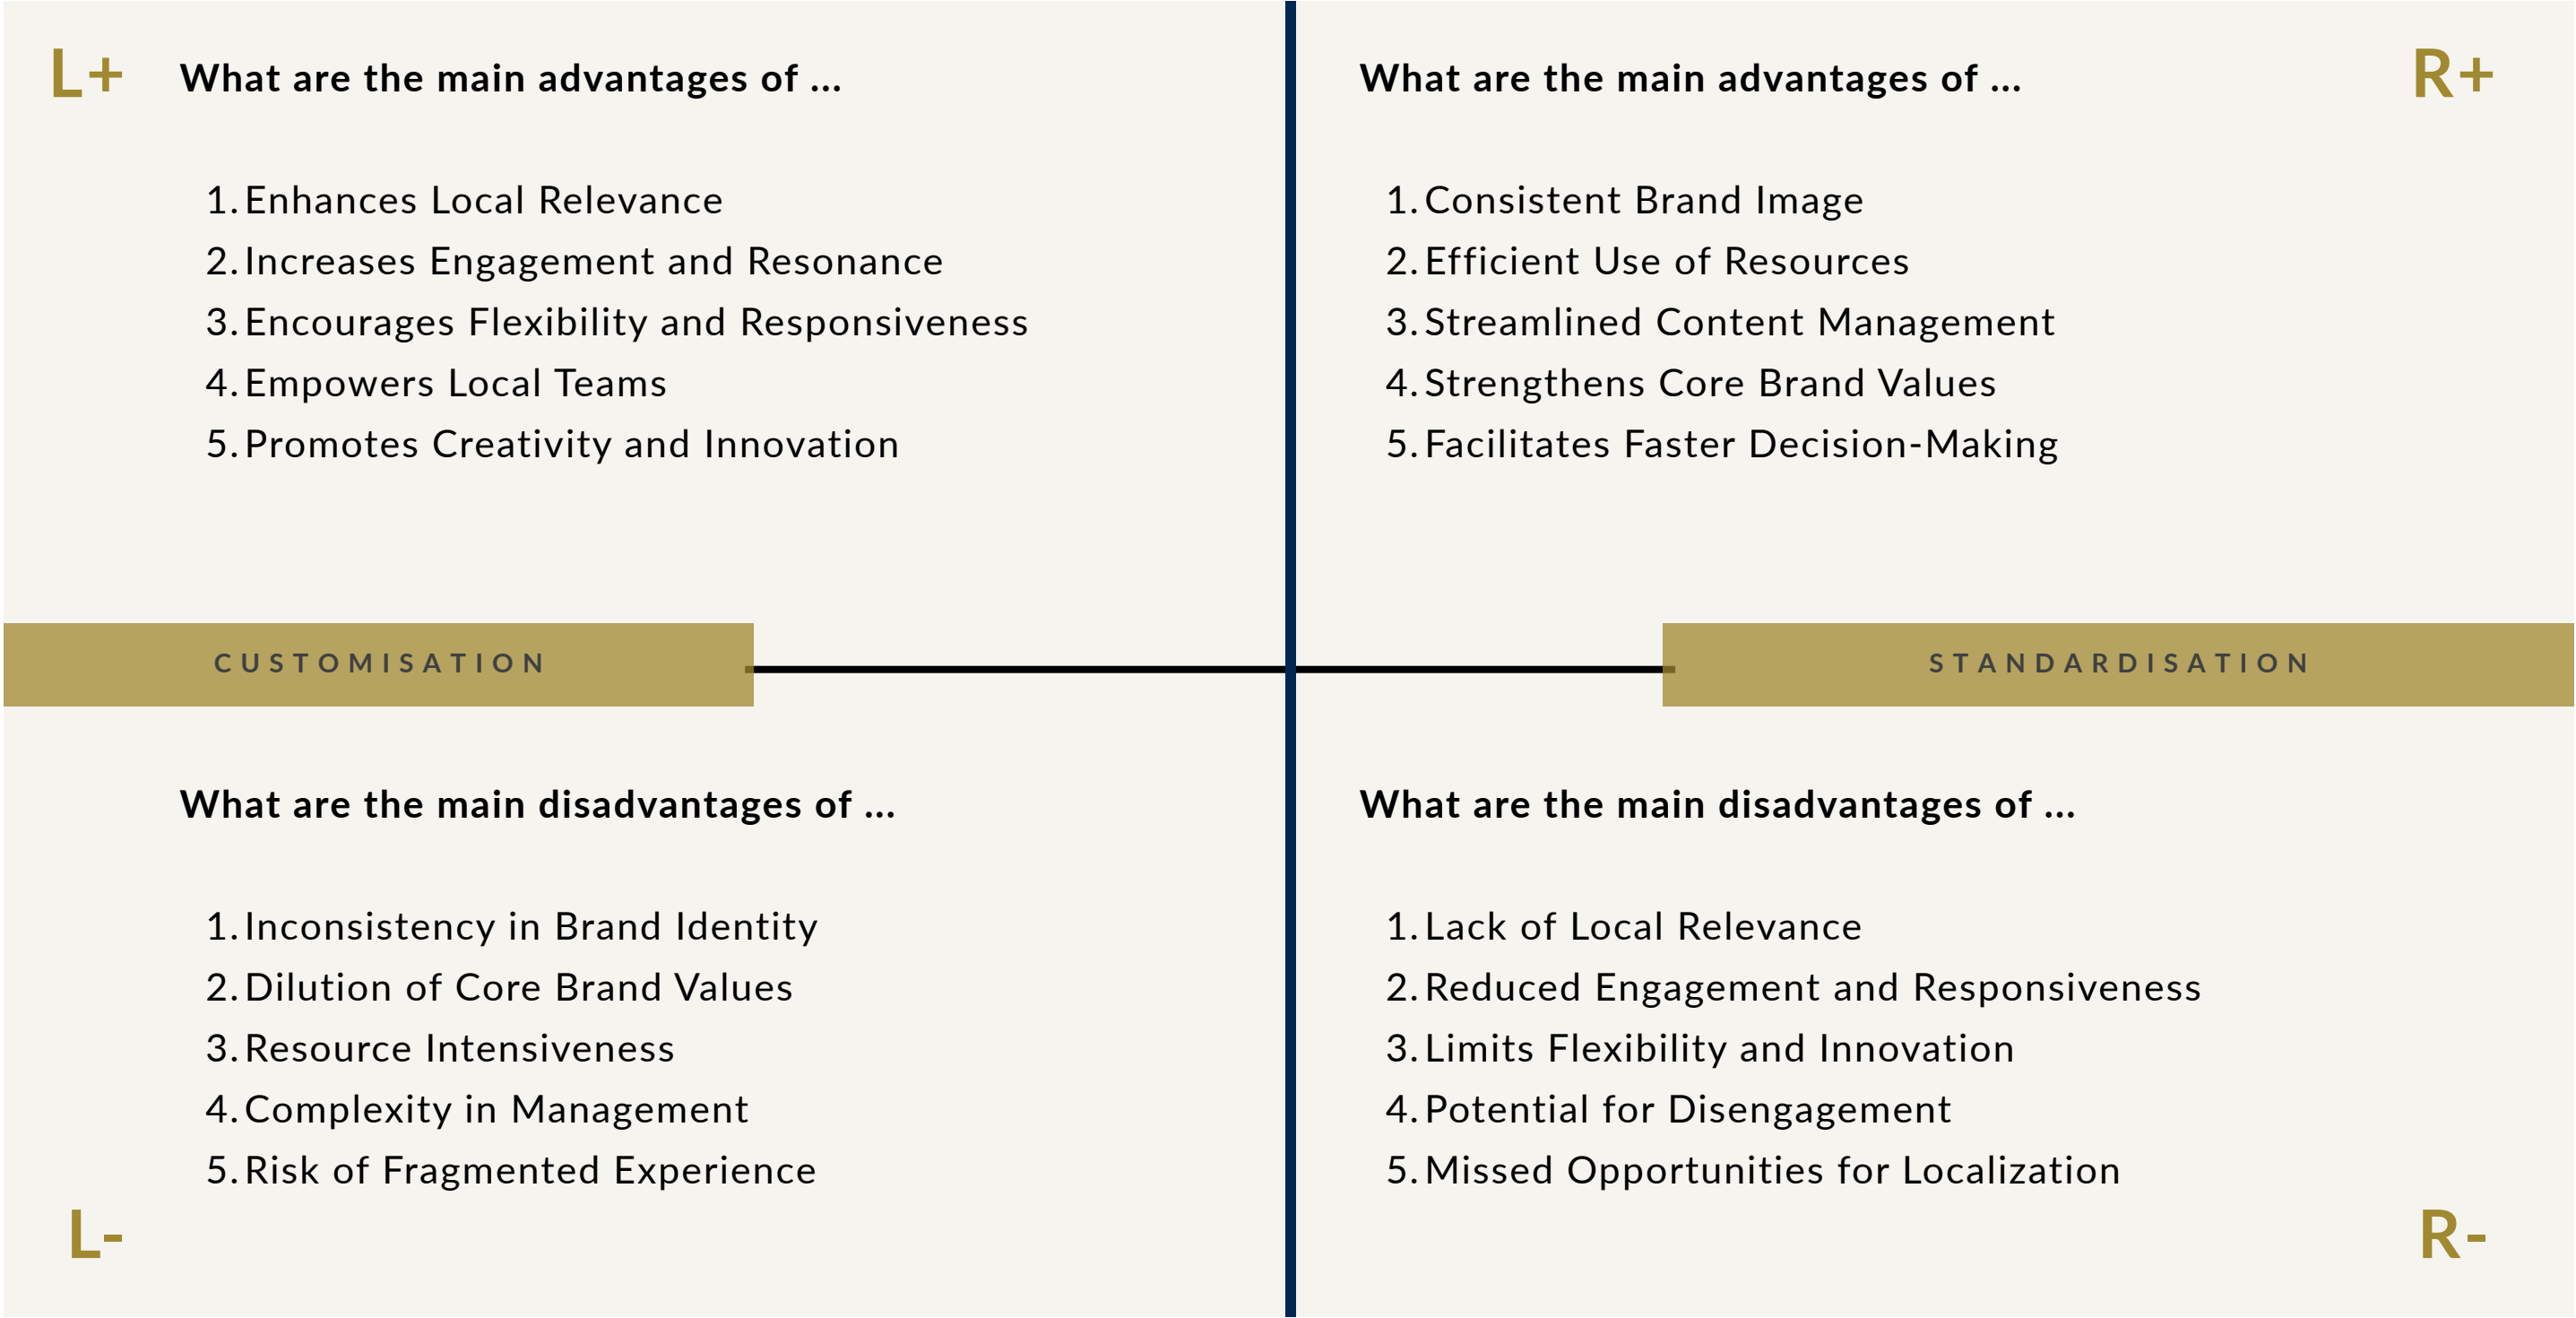 L+
What are the main advantages of ...
1. Enhances Local Relevance
2. Increases Engagement and Resonance
3. Encourages Flexibility and Responsiveness
4. Empowers Local Teams
5. Promotes Creativity and Innovation
R+
What are the main advantages of ...
1. Consistent Brand Image
2. Efficient Use of Resources
3. Streamlined Content Management
4. Strengthens Core Brand Values
5. Facilitates Faster Decision-Making
CUSTOMISATION
STANDARDISATION
What are the main disadvantages of ...
1. Inconsistency in Brand Identity
2. Dilution of Core Brand Values
3. Resource Intensiveness
4. Complexity in Management
5. Risk of Fragmented Experience
L-
What are the main disadvantages of ...
1. Lack of Local Relevance
2. Reduced Engagement and Responsiveness
3. Limits Flexibility and Innovation
4. Potential for Disengagement
5. Missed Opportunities for Localization
R-